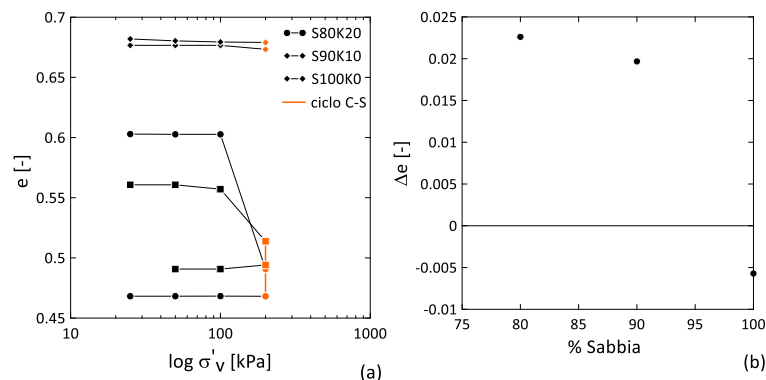 0.7
0.65
0.6
0.55
0.5
0.45
e [-]
10
100
1000
log σ'v [kPa]
(a)
S80K20
S90K10
S100K0
ciclo C-S
0.025
0.02
0.015
0.01
0.005
0
-0.005
-0.01
Δe [-]
75
80
85
90
95
100
% Sabbia
(b)